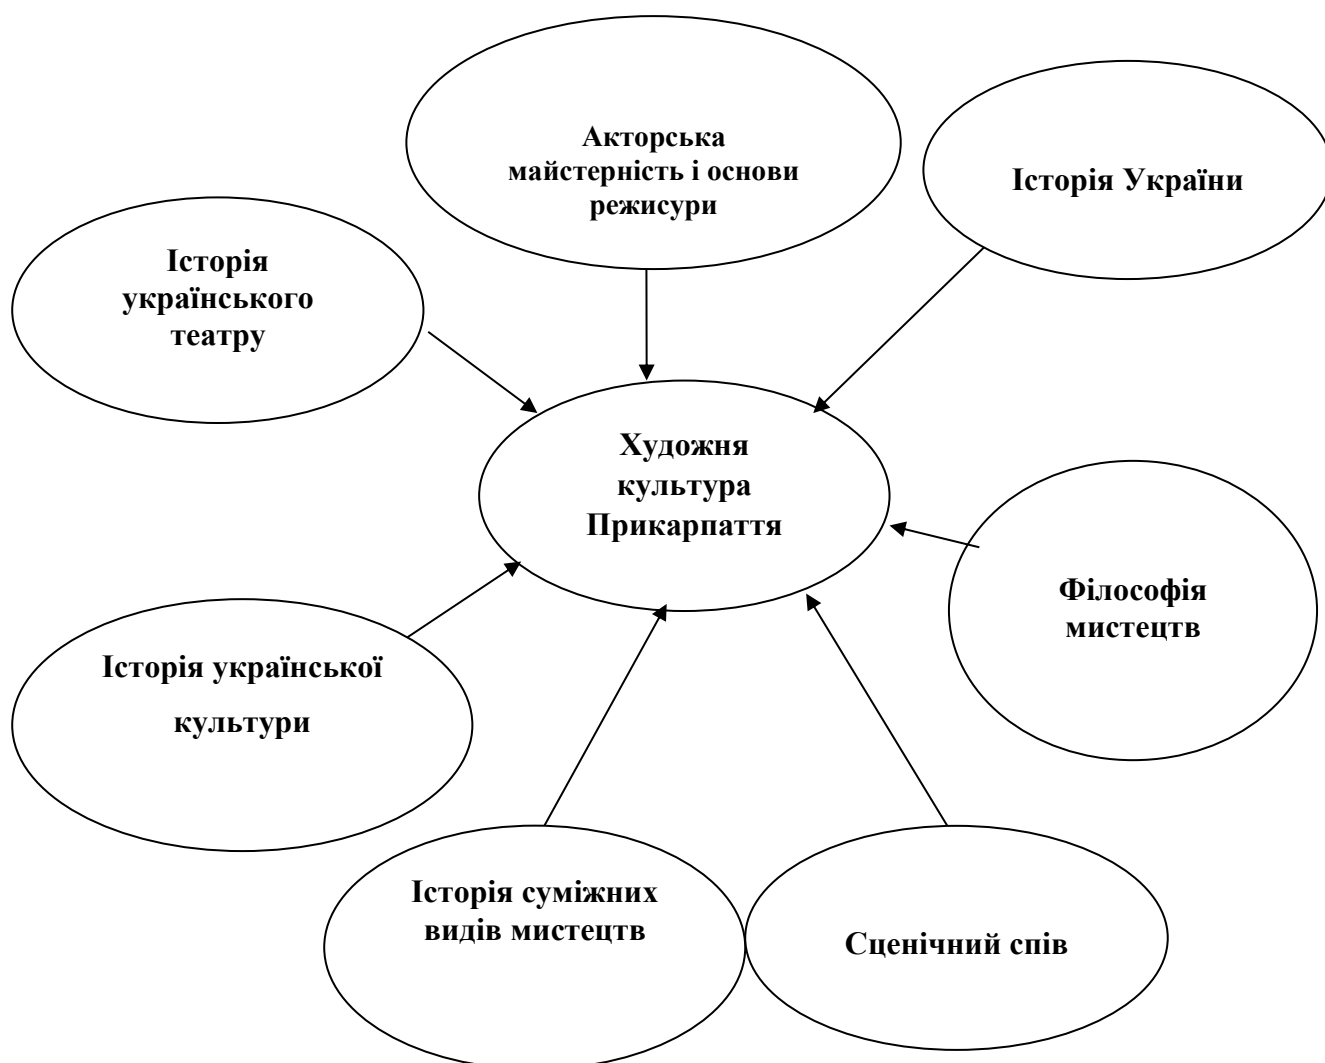 Акторська
майстерність і основи
режисури
Історія України
Історія
українського
театру
Художня
культура
Прикарпаття
Філософія
мистецтв
Історія української
культури
Історія суміжних
видів мистецтв
Сценічний спів